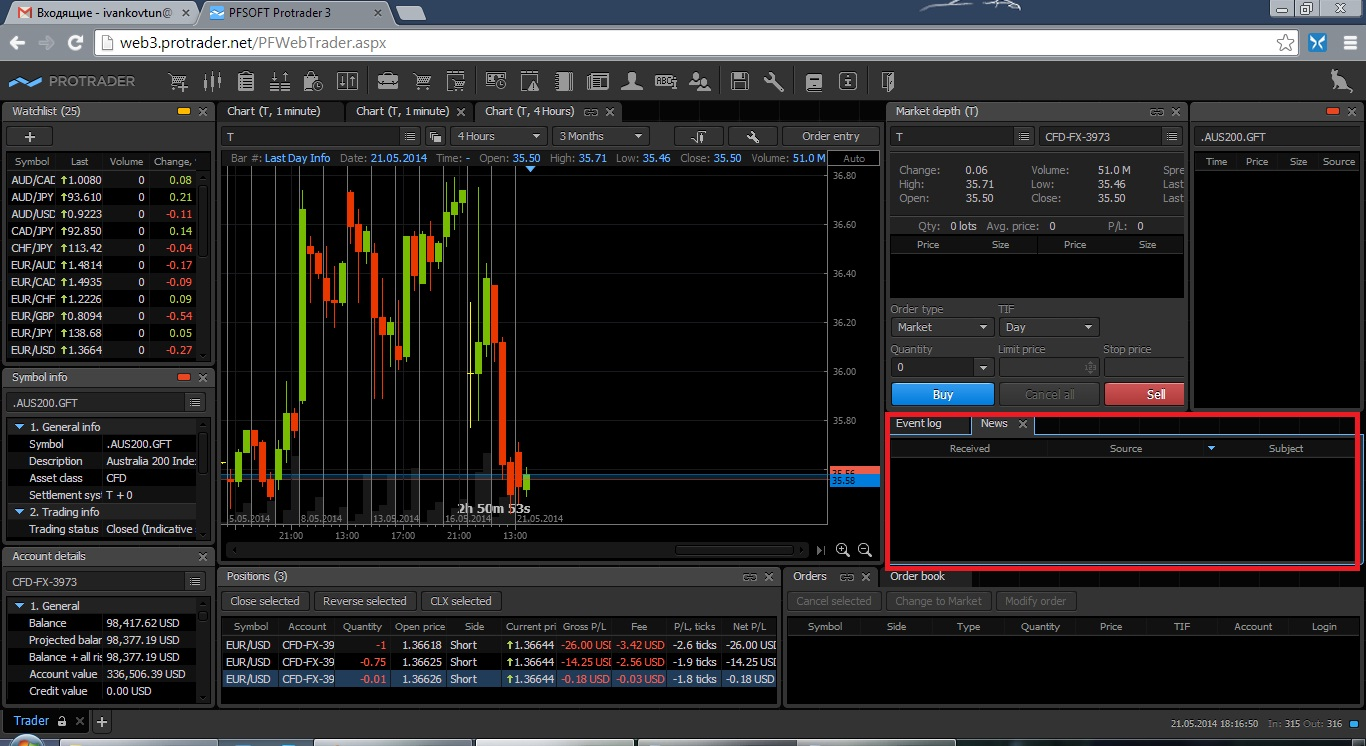 Входящие - ivankovtun@
PFSOFT Protrader 3
web3.protrader.net/PFWebTrader.aspx
PROTRADER
Watchlist (25)
Symbol Last Volume Change,
AUD/CAD 1.0080 0 0.08
AUD/JPY 93.610 0 0.21
AUD/USD 0.9223 0 -0.11
CAD/JPY 92.850 0 0.14
CHF/JPY 113.42 0 -0.04
EUR/AUD 1.4814 0 -0.17
EUR/CAD 1.4935 0 -0.09
EUR/CHF 1.2226 0 0.09
EUR/GBP 0.8094 0 -0.54
EUR/JPY 138.68 0 0.05
EUR/USD 1.3664 0 -0.27
Symbol info
.AUS200.GFT
1. General info
Symbol .AUS200.GFT
Description Australia 200 Index
Asset class CFD
Settlement syst T + 0
2. Trading info
Trading status Closed (Indicative
Account details
CFD-FX-3973
1. General
Balance 98,417.62 USD
Projected balan 98,377.19 USD
Balance + all ris 98,377.19 USD
Account value 336,506.39 USD
Credit value 0.00 USD
Chart (T, 1 minute)
Chart (T, 1 minute)
Chart (T, 4 Hours)
T
4 Hours
3 Months
Order entry
Bar #: Last Day Info Date: 21.05.2014 Time: - Open: 35.50 High: 35.71 Low: 35.46 Close: 35.50 Volume: 51.0 M
Auto
36.80
36.60
36.40
36.20
36.00
35.80
35.56
35.58
2h 50m 53s
5.05.2014 8.05.2014 13.05.2014 16.05.2014 21.05.2014
21:00 13:00 17:00 21:00 13:00
Market depth (T)
T
CFD-FX-3973
Change: 0.06 Volume: 51.0 M Spre
High: 35.71 Low: 35.46 Last
Open: 35.50 Close: 35.50 Last
Qty: 0 lots Avg. price: 0 P/L: 0
Price Size Price Size
Order type TIF
Market Day
Quantity Limit price Stop price
0
Buy Cancel all Sell
.AUS200.GFT
Time Price Size Source
Event log News
Received Source Subject
Positions (3)
Close selected Reverse selected CLX selected
Symbol Account Quantity Open price Side Current pri Gross P/L Fee P/L, ticks Net P/L
EUR/USD CFD-FX-39 -1 1.36618 Short 1.36644 -26.00 USD -3.42 USD -2.6 ticks -26.00 US
EUR/USD CFD-FX-39 -0.75 1.36625 Short 1.36644 -14.25 USD -2.56 USD -1.9 ticks -14.25 US
EUR/USD CFD-FX-39 -0.01 1.36626 Short 1.36644 -0.18 USD -0.03 USD -1.8 ticks -0.18 USD
Orders
Order book
Cancel selected Change to Market Modify order
Symbol Side Type Quantity Price TIF Account Login
Trader
21.05.2014 18:16:50 In: 315 Out: 316